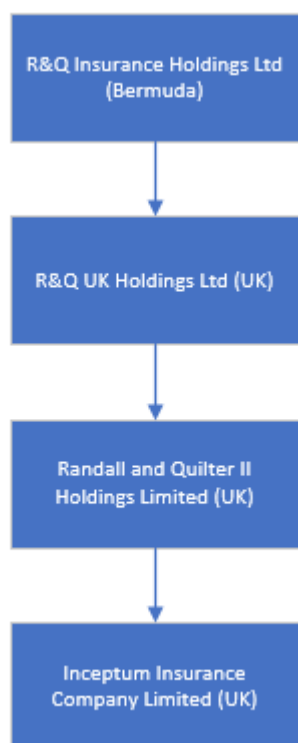 R&Q Insurance Holdings Ltd
(Bermuda)
R&Q UK Holdings Ltd (UK)
Randall and Quilter II
Holdings Limited (UK)
Inceptum Insurance
Company Limited (UK)